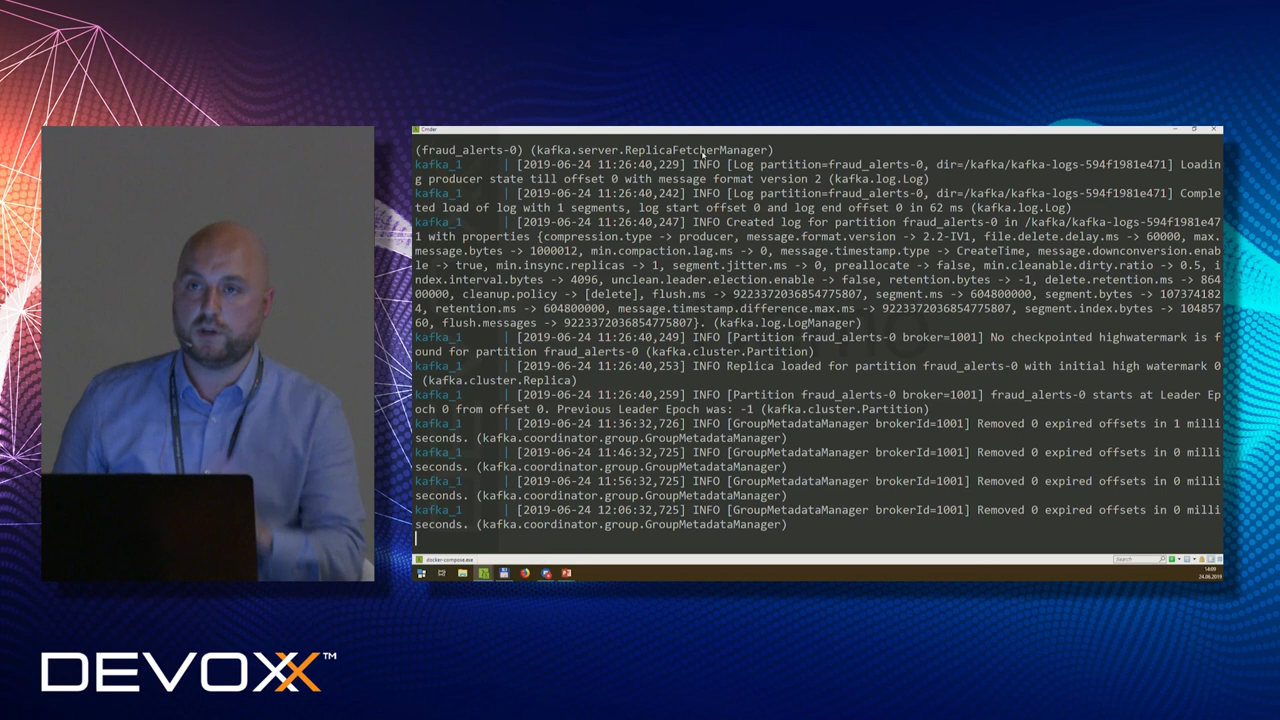 Cmder
(fraud_alerts-0) (kafka.server.ReplicaFetcherManager)
kafka_1 | [2019-06-24 11:26:40,229] INFO [Log partition=fraud_alerts-0, dir=/kafka/kafka-logs-594f1981e471] Loadin
g producer state till offset 0 with message format version 2 (kafka.log.Log)
kafka_1 | [2019-06-24 11:26:40,242] INFO [Log partition=fraud_alerts-0, dir=/kafka/kafka-logs-594f1981e471] Comple
ted load of log with 1 segments, log start offset 0 and log end offset 0 in 62 ms (kafka.log.Log)
kafka_1 | [2019-06-24 11:26:40,247] INFO Created log for partition fraud_alerts-0 in /kafka/kafka-logs-594f1981e47
1 with properties {compression.type -> producer, message.format.version -> 2.2-IV1, file.delete.delay.ms -> 60000, max.
message.bytes -> 1000012, min.compaction.lag.ms -> 0, message.timestamp.type -> CreateTime, message.downconversion.enab
le -> true, min.insync.replicas -> 1, segment.jitter.ms -> 0, preallocate -> false, min.cleanable.dirty.ratio -> 0.5, i
ndex.interval.bytes -> 4096, unclean.leader.election.enable -> false, retention.bytes -> -1, delete.retention.ms -> 864
00000, cleanup.policy -> [delete], flush.ms -> 9223372036854775807, segment.ms -> 604800000, segment.bytes -> 107374182
4, retention.ms -> 604800000, message.timestamp.difference.max.ms -> 9223372036854775807, segment.index.bytes -> 104857
60, flush.messages -> 9223372036854775807}. (kafka.log.LogManager)
kafka_1 | [2019-06-24 11:26:40,249] INFO [Partition fraud_alerts-0 broker=1001] No checkpointed highwatermark is f
ound for partition fraud_alerts-0 (kafka.cluster.Partition)
kafka_1 | [2019-06-24 11:26:40,253] INFO Replica loaded for partition fraud_alerts-0 with initial high watermark 0
(kafka.cluster.Replica)
kafka_1 | [2019-06-24 11:26:40,259] INFO [Partition fraud_alerts-0 broker=1001] fraud_alerts-0 starts at Leader Ep
och 0 from offset 0. Previous Leader Epoch was: -1 (kafka.cluster.Partition)
kafka_1 | [2019-06-24 11:36:32,726] INFO [GroupMetadataManager brokerId=1001] Removed 0 expired offsets in 1 milli
seconds. (kafka.coordinator.group.GroupMetadataManager)
kafka_1 | [2019-06-24 11:46:32,725] INFO [GroupMetadataManager brokerId=1001] Removed 0 expired offsets in 0 milli
seconds. (kafka.coordinator.group.GroupMetadataManager)
kafka_1 | [2019-06-24 11:56:32,725] INFO [GroupMetadataManager brokerId=1001] Removed 0 expired offsets in 0 milli
seconds. (kafka.coordinator.group.GroupMetadataManager)
kafka_1 | [2019-06-24 12:06:32,725] INFO [GroupMetadataManager brokerId=1001] Removed 0 expired offsets in 0 milli
seconds. (kafka.coordinator.group.GroupMetadataManager)
docker-compose.exe
Search
14:09
24.06.2019
DEVOXX™